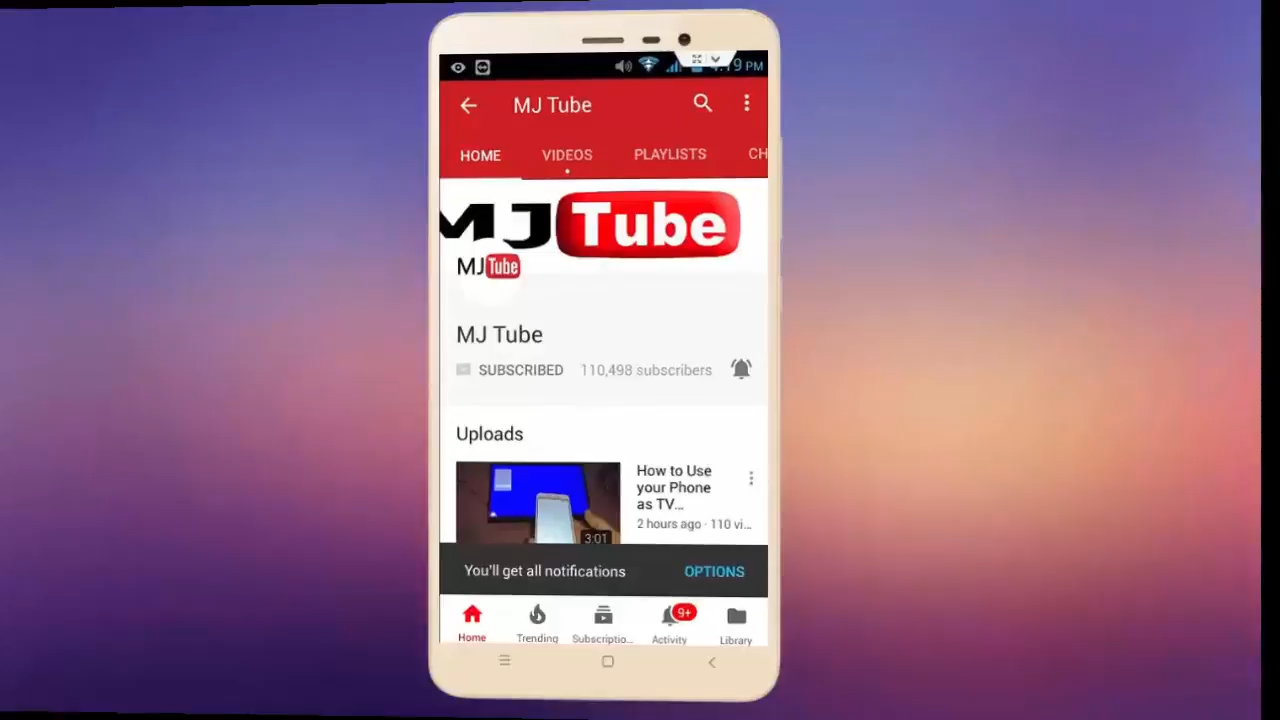 PM
MJ Tube
HOME VIDEOS PLAYLISTS CH
MJ Tube
MJ Tube
MJ Tube
SUBSCRIBED 110,498 subscribers
Uploads
How to Use
your Phone
as TV...
2 hours ago · 110 vi...
3:01
You'll get all notifications OPTIONS
9+
Home Trending Subscriptio... Activity Library